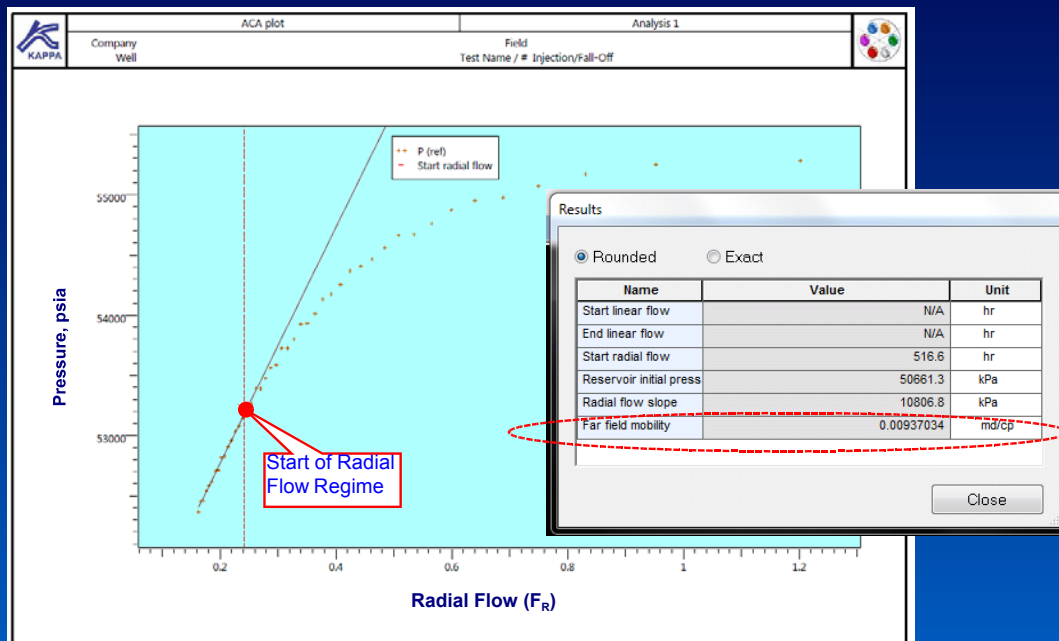 ACA plot
Analysis 1
KAPPA
Company
Well
Field
Test Name / # Injection/Fall-Off
P (ref)
Start radial flow
55000
54000
53000
Pressure, psia
Start of Radial
Flow Regime
0.2
0.4
0.6
0.8
1
1.2
Radial Flow (FR)
Results
Rounded
Exact
Name Value Unit
Start linear flow N/A hr
End linear flow N/A hr
Start radial flow 516.6 hr
Reservoir initial press 50661.3 kPa
Radial flow slope 10806.8 kPa
Far field mobility 0.00937034 md/cp
Close